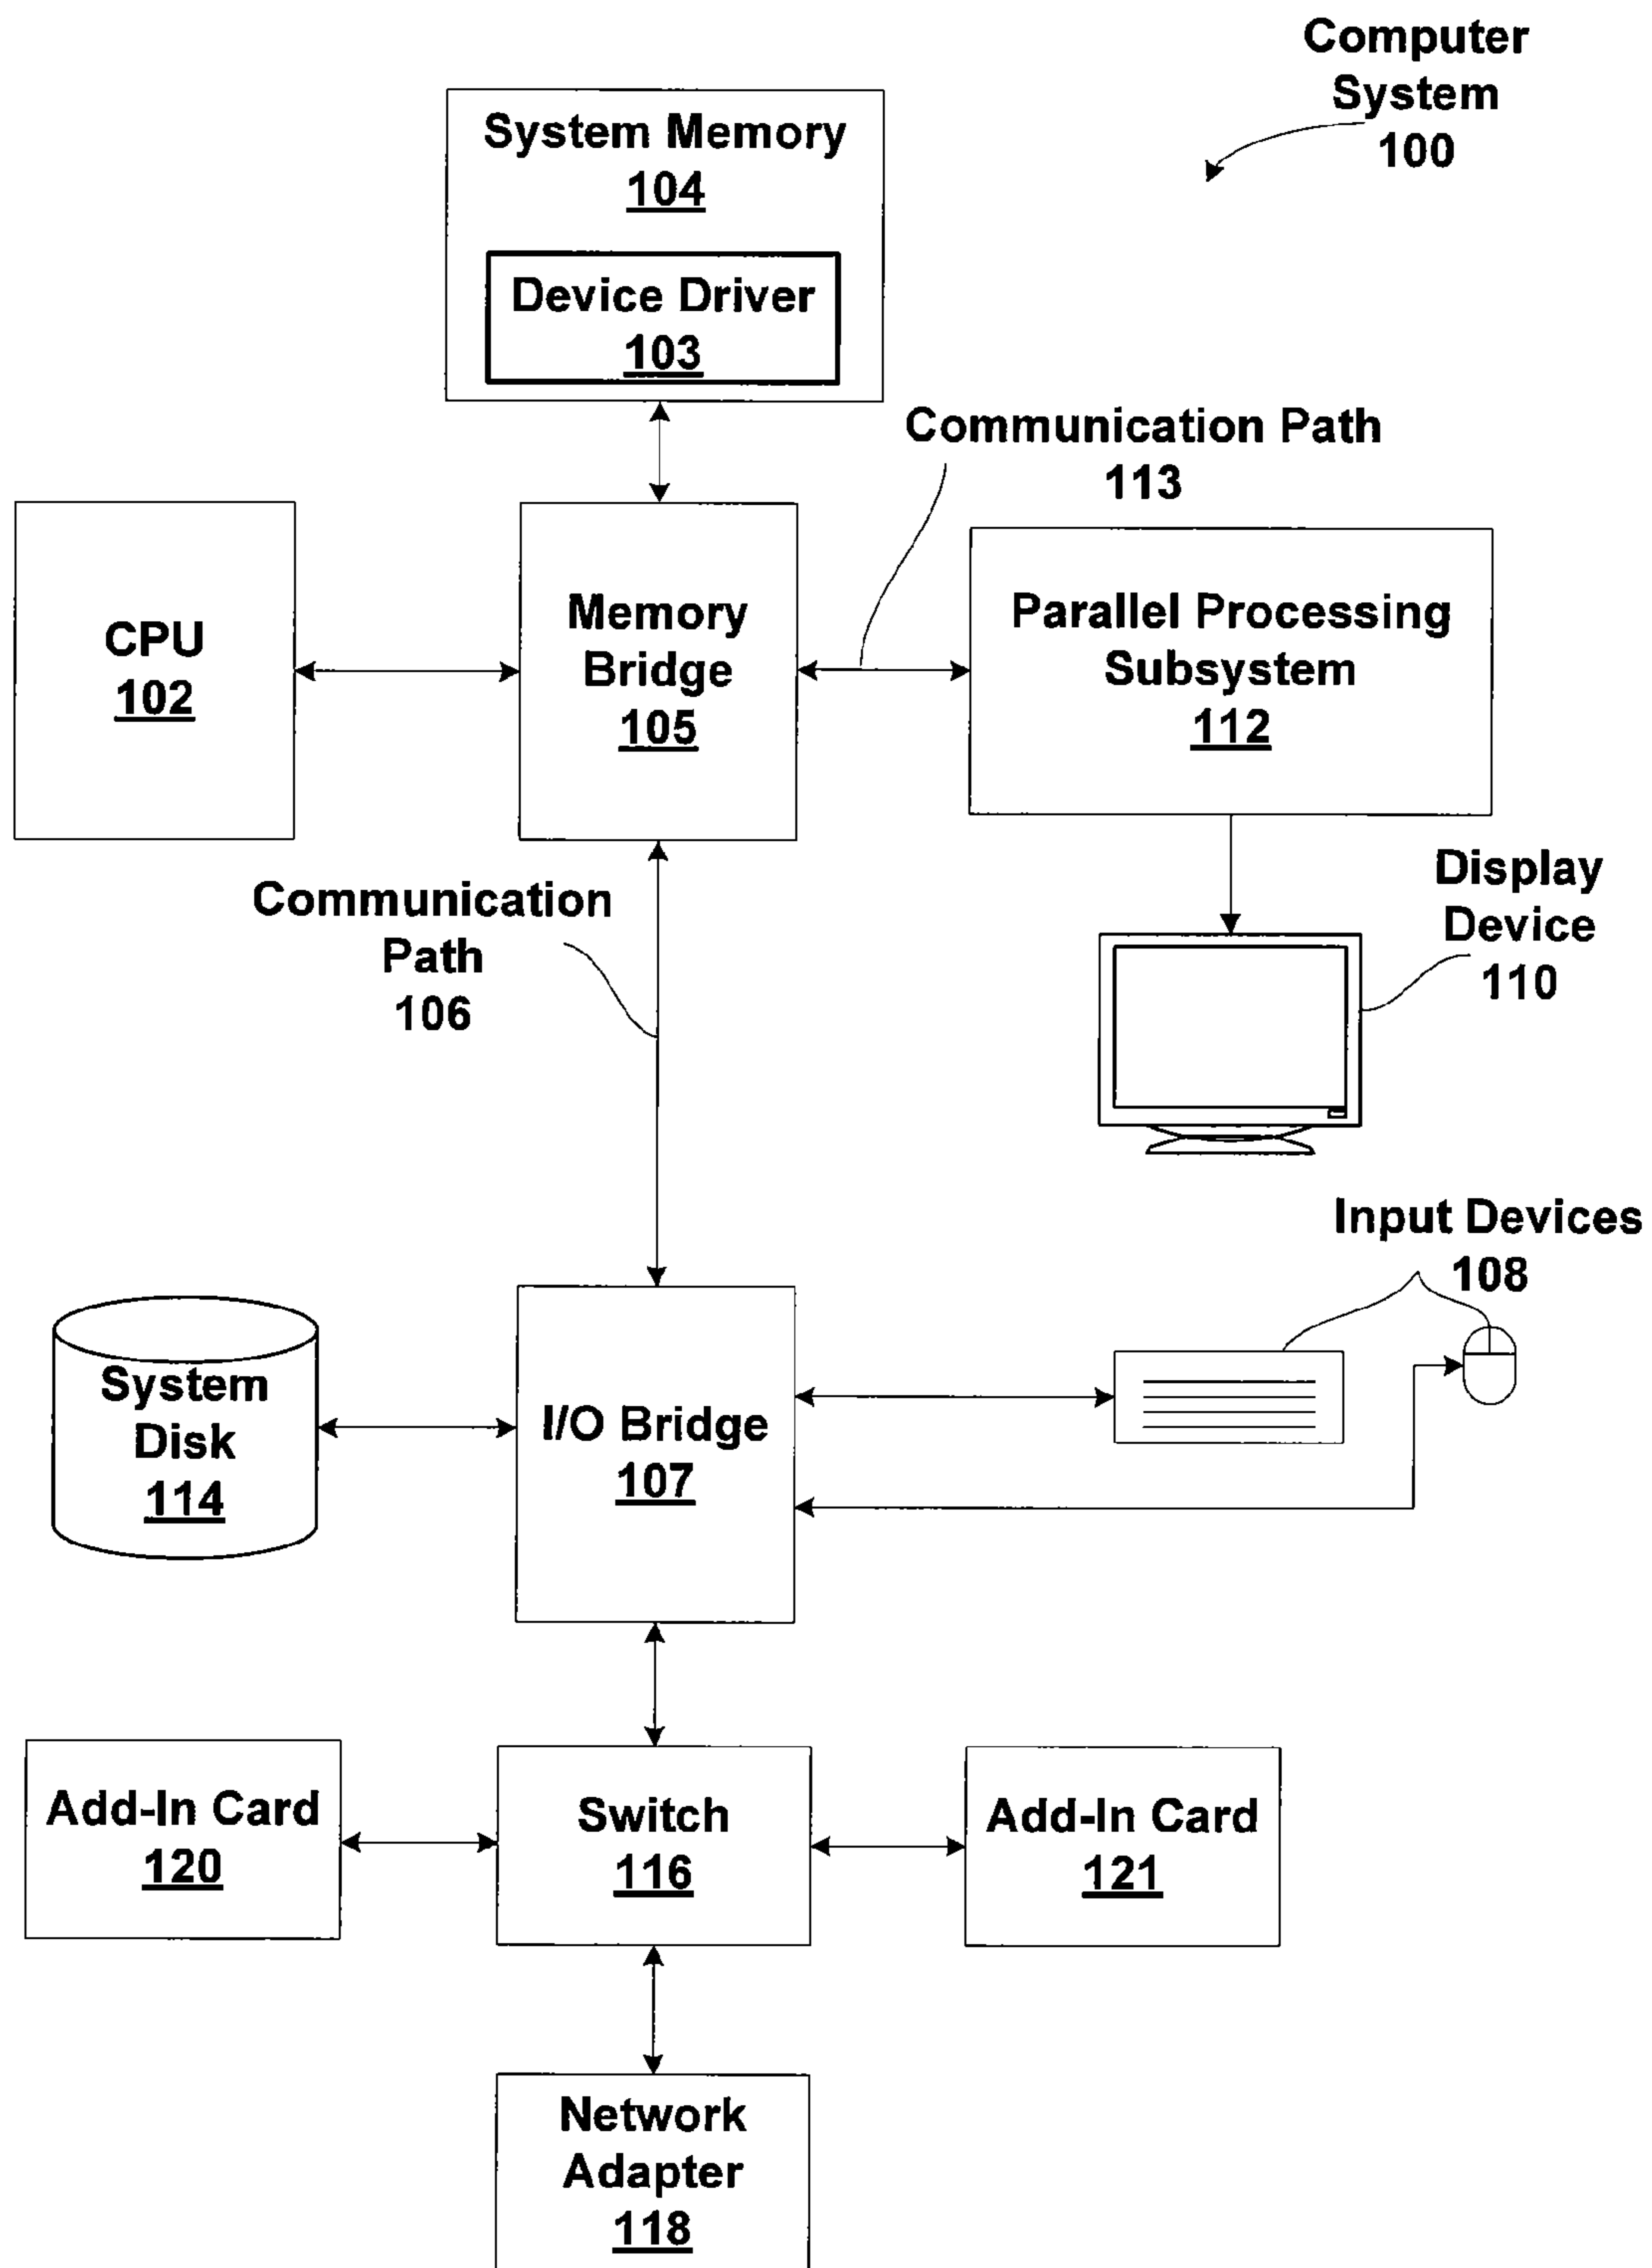 Computer
System
100
System Memory
104
Device Driver
103
Communication Path
113
CPU
102
Memory
Bridge
105
Parallel Processing
Subsystem
112
Communication
Path
106
Display
Device
110
Input Devices
108
System
Disk
114
I/O Bridge
107
Add-In Card
120
Switch
116
Add-In Card
121
Network
Adapter
118